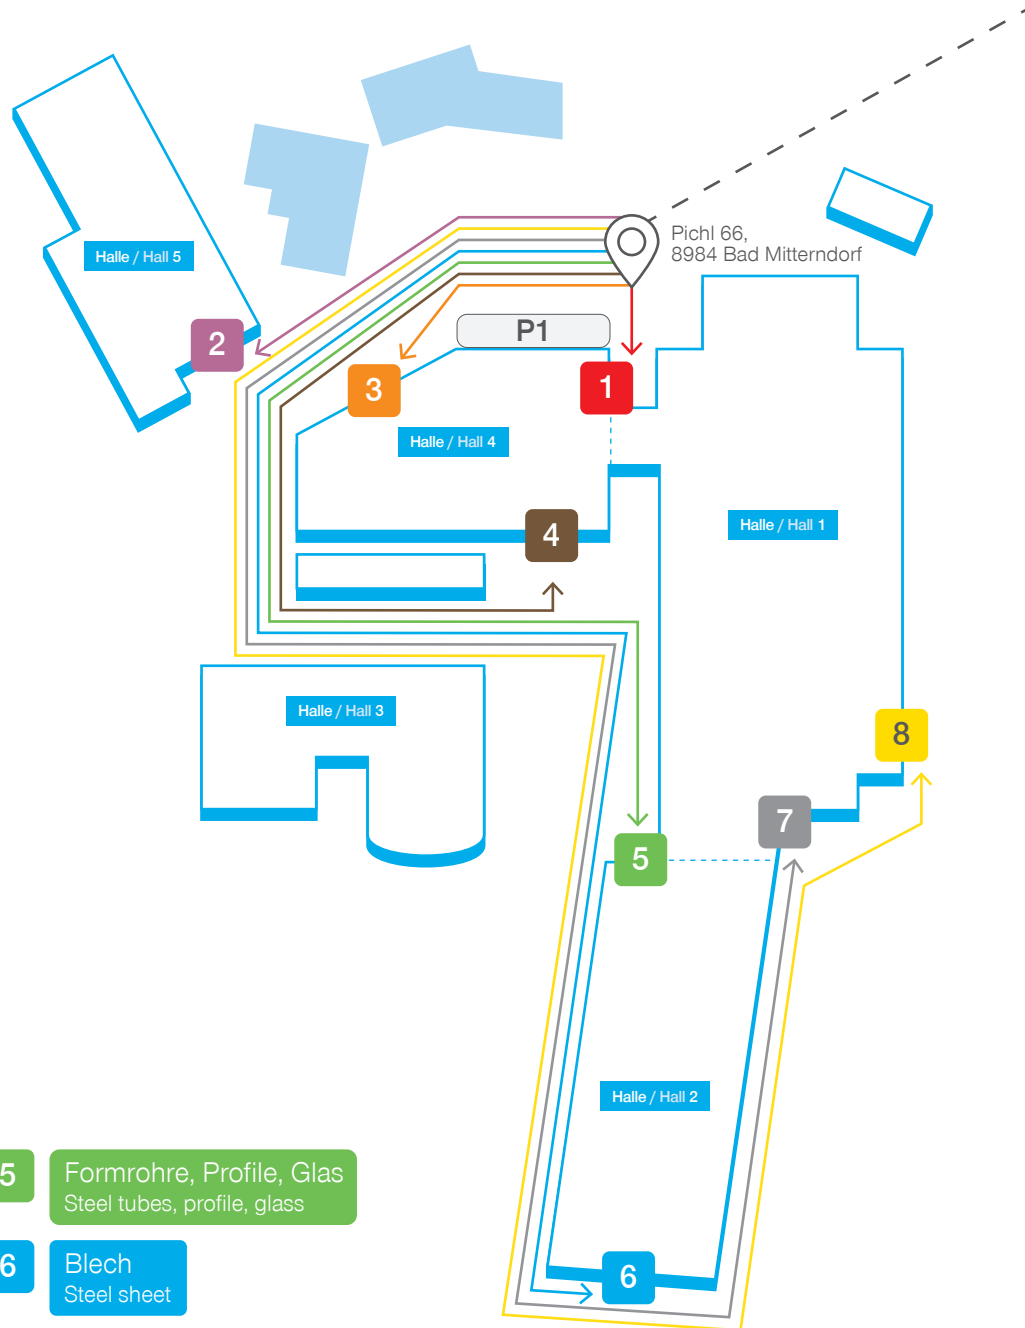 Pichl 66,
8984 Bad Mitterndorf
Halle / Hall 5
P1
2
3
1
Halle / Hall 4
4
Halle / Hall 1
Halle / Hall 3
8
7
5
Halle / Hall 2
6
5
Formrohre, Profile, Glas
Steel tubes, profile, glass
6
Blech
Steel sheet